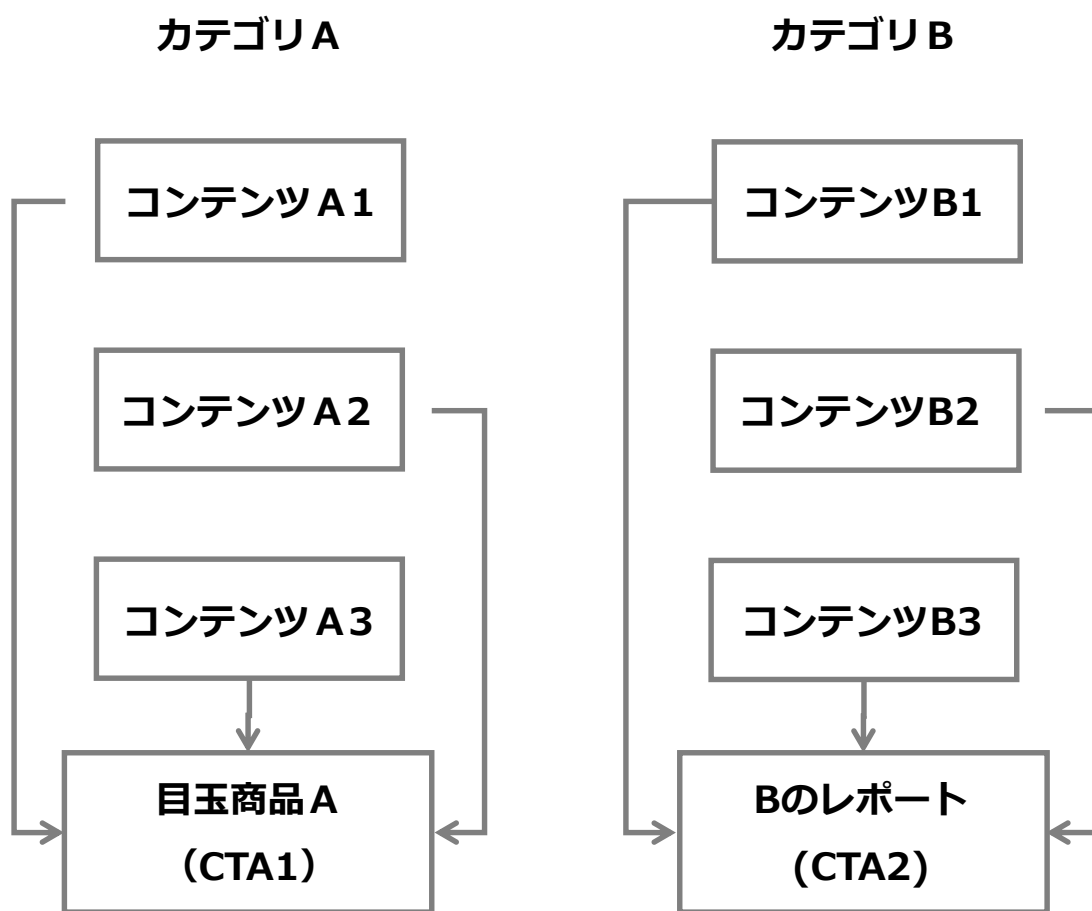 カテゴリA
カテゴリB
コンテンツA1
コンテンツB1
コンテンツA2
コンテンツB2
コンテンツA3
コンテンツB3
目玉商品A
（CTA1）
Bのレポート
(CTA2)